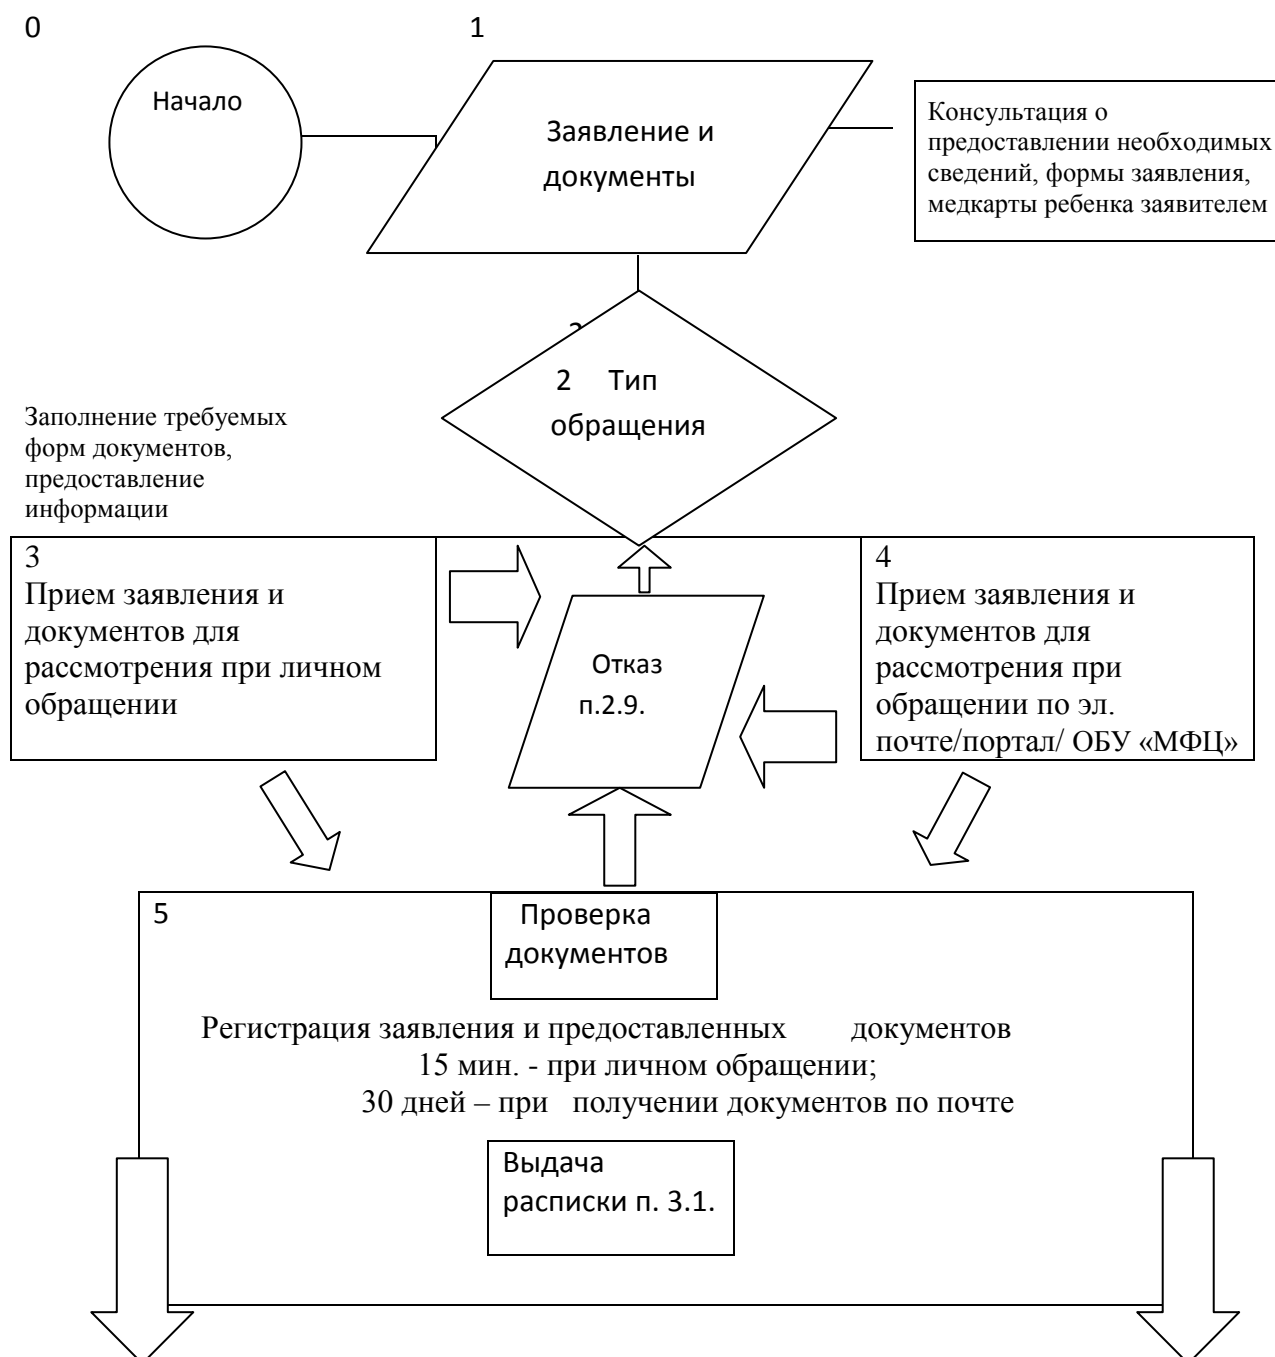 0
1
Начало
Заявление и
документы
Консультация о
предоставлении необходимых
сведений, формы заявления,
медкарты ребенка заявителем
2 Тип
обращения
Заполнение требуемых
форм документов,
предоставление
информации
3
Прием заявления и
документов для
рассмотрения при личном
обращении
Отказ
п.2.9.
4
Прием заявления и
документов для
рассмотрения при
обращении по эл.
почте/портал/ ОБУ «МФЦ»
5
Проверка
документов
Регистрация заявления и предоставленных документов
15 мин. - при личном обращении;
30 дней – при получении документов по почте
Выдача
расписки п. 3.1.